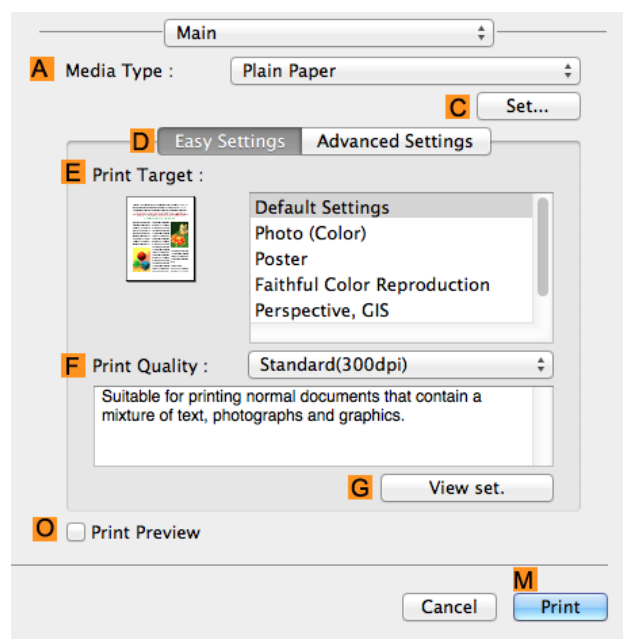 Main
A Media Type : Plain Paper
C Set...
D Easy Settings Advanced Settings
E Print Target :
Default Settings
Photo (Color)
Poster
Faithful Color Reproduction
Perspective, GIS
F Print Quality : Standard(300dpi)
Suitable for printing normal documents that contain a
mixture of text, photographs and graphics.
G View set.
O Print Preview
M
Cancel Print